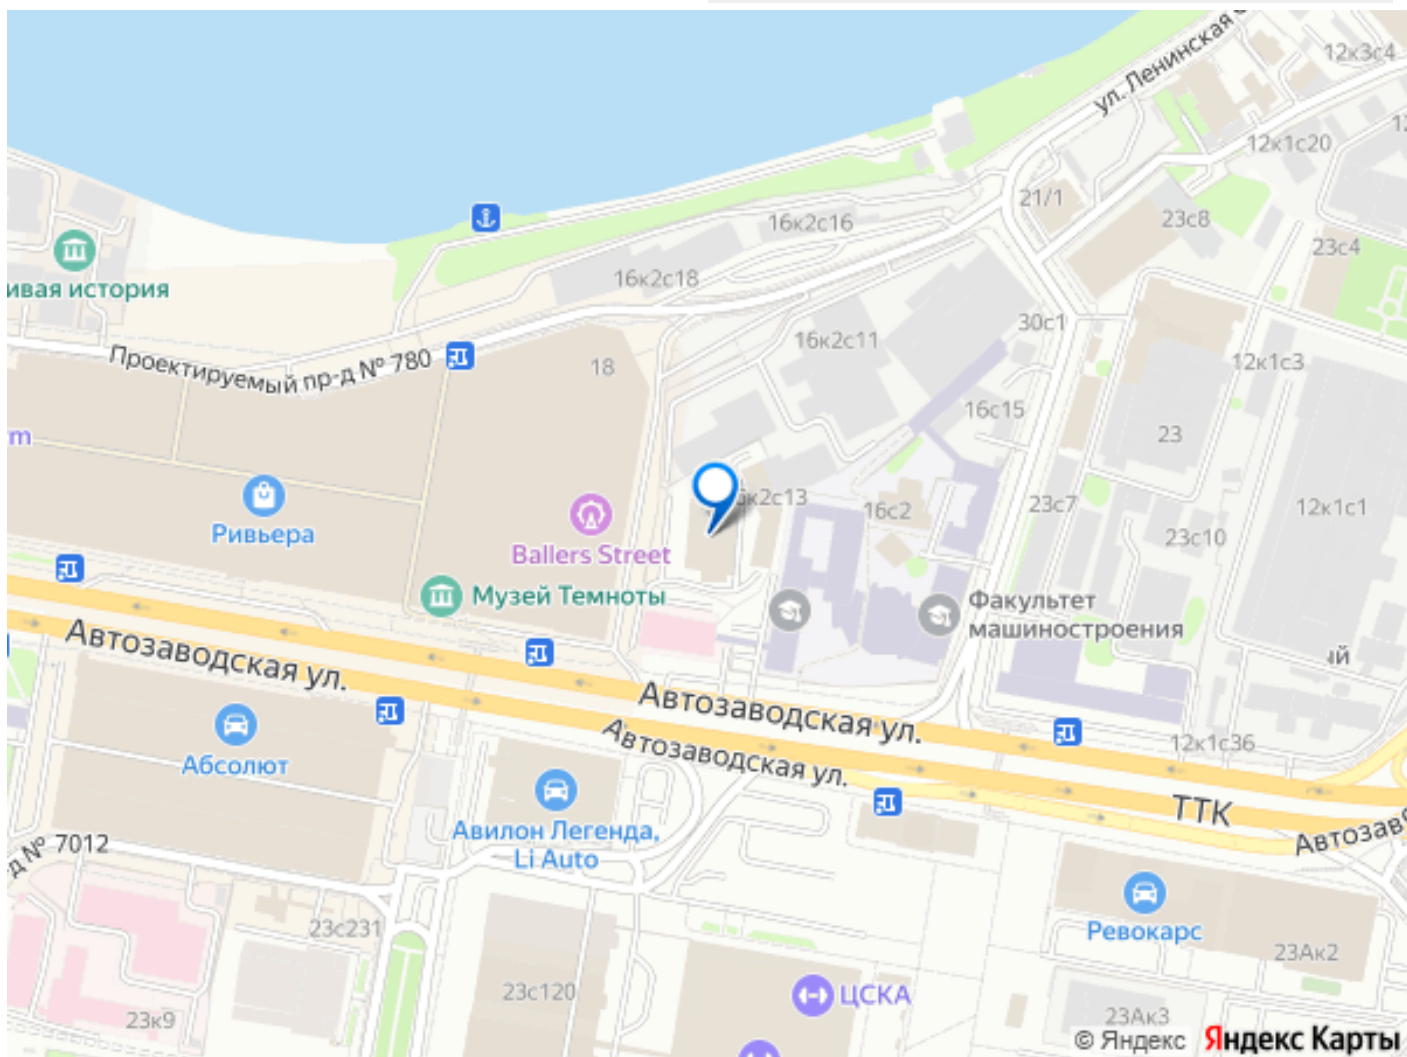 ул. Ленинская
12к3с4
12к1с20
21/1
16к2с16
23с8
23с4
ивая история
16к2с18
30с1
16к2с11
Проектируемый пр-д № 780
18
12к1с3
16с15
23
rm
Ривьера
Ballers Street
к2с13
16с2
23с7
12к1с1
23с10
Музей Темноты
Факультет
машиностроения
ый
Автозаводская ул.
Автозаводская ул.
Автозаводская ул.
12к1с36
Абсолют
ТТК
Автозав
Авилон Легенда,
Li Auto
д № 7012
23с231
Ревокарс
23Ак2
23с120
ЦСКА
23к9
23Ак3
© Яндекс Яндекс Карты